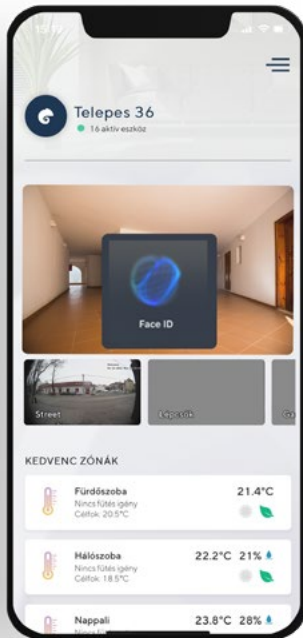 Telepes 36
16 aktív eszköz
Face ID
Street
Lépcsők
KEDVENC ZÓNÁK
Fürdőszoba
21.4°C
Nincs fűtés igény
Célfok: 20.5°C
Hálószoba
22.2°C 21%
Nincs fűtés igény
Célfok: 18.5°C
Nappali
23.8°C 28%